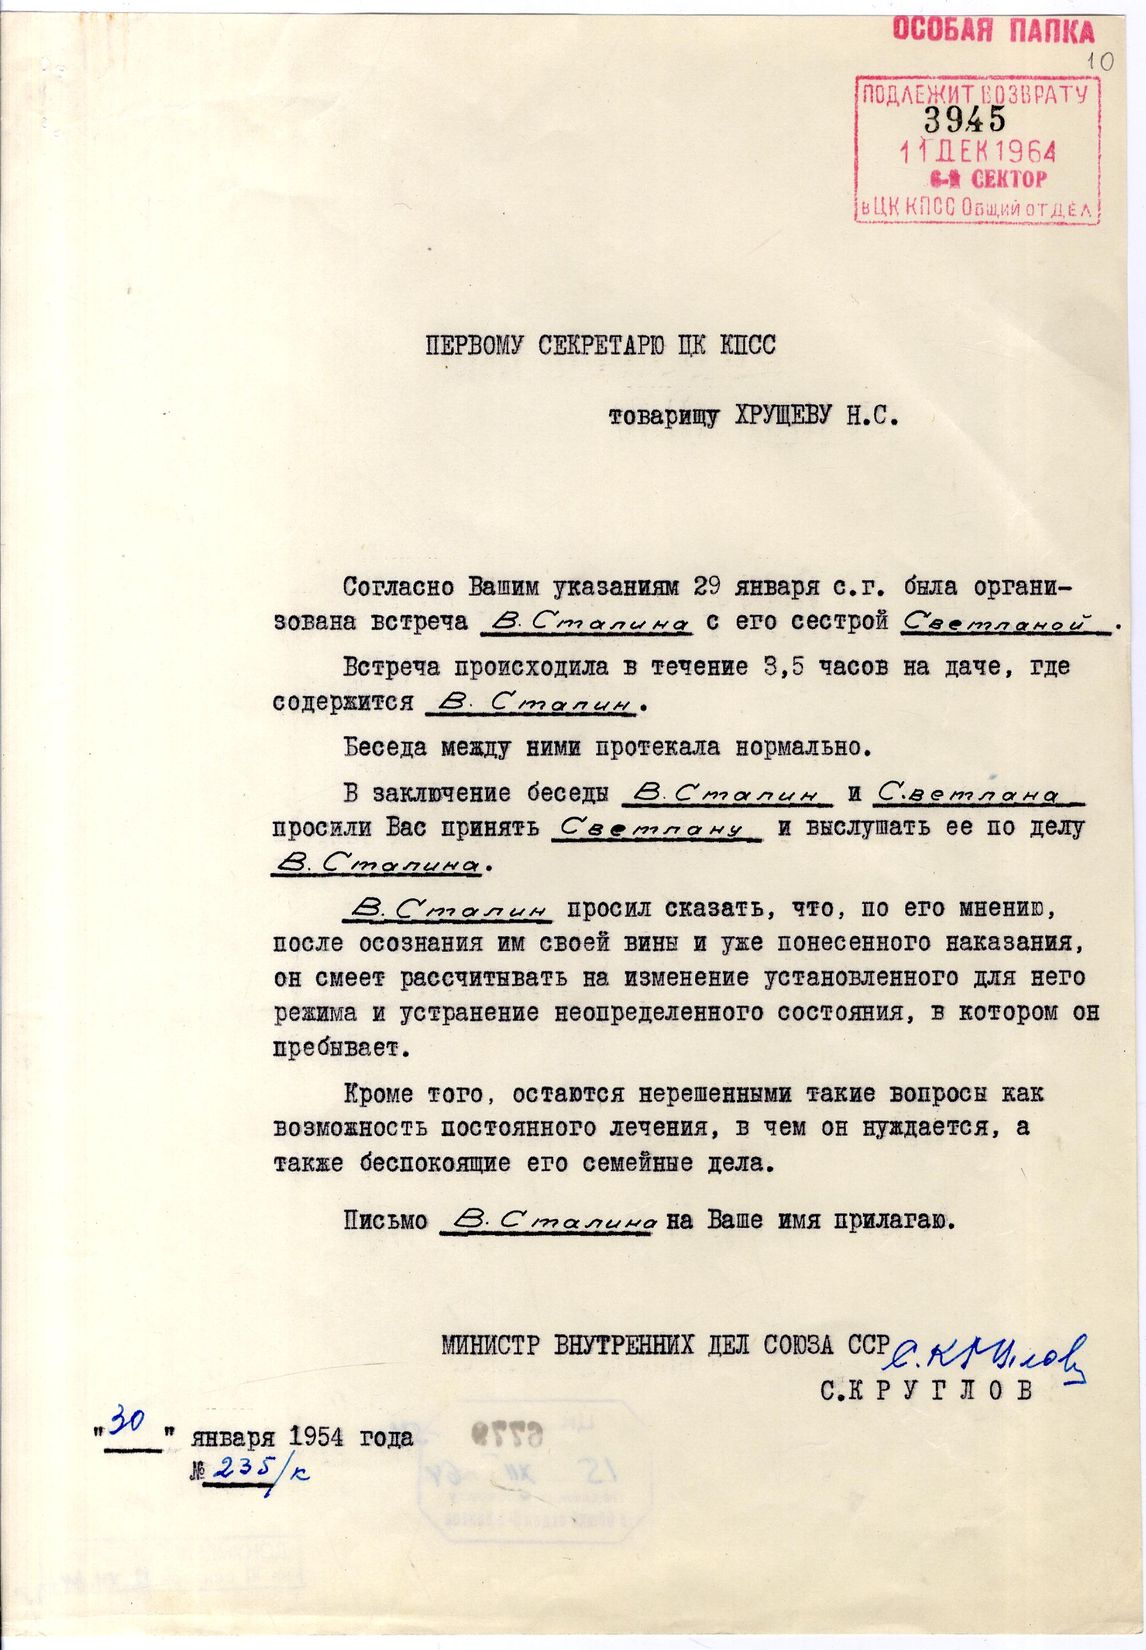 ОСОБАЯ ПАПКА
10
ПОДЛЕЖИТ ВОЗВРАТУ
3945
11 ДЕК 1964
6-й СЕКТОР
в ЦК КПСС Общий отдел
ПЕРВОМУ СЕКРЕТАРЮ ЦК КПСС
товарищу ХРУЩЕВУ Н.С.
Согласно Вашим указаниям 29 января с.г. была органи-
зована встреча В. Сталина с его сестрой Светланой.
Встреча происходила в течение 3,5 часов на даче, где
содержится В. Сталин.
Беседа между ними протекала нормально.
В заключение беседы В. Сталин и Светлана
просили Вас принять Светлану и выслушать ее по делу
В. Сталина.
В. Сталин просил сказать, что, по его мнению,
после осознания им своей вины и уже понесенного наказания,
он смеет рассчитывать на изменение установленного для него
режима и устранение неопределенного состояния, в котором он
пребывает.
Кроме того, остаются нерешенными такие вопросы как
возможность постоянного лечения, в чем он нуждается, а
также беспокоящие его семейные дела.
Письмо В. Сталина на Ваше имя прилагаю.
МИНИСТР ВНУТРЕННИХ ДЕЛ СОЮЗА ССР С. Круглов
С.КРУГЛОВ
"30" января 1954 года
№ 235/к
6779